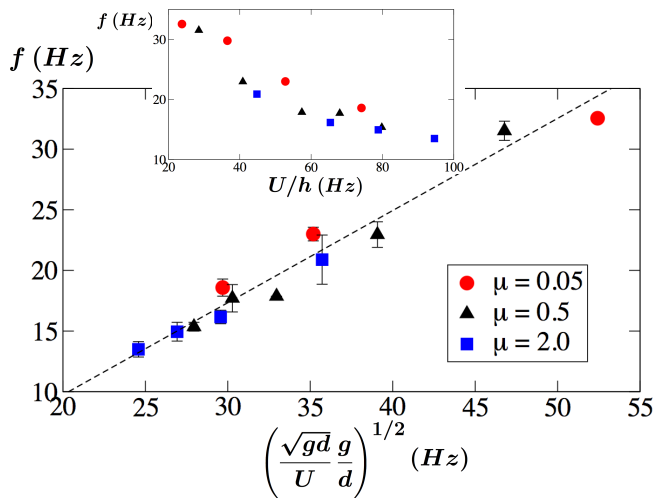 f (Hz)
30
20
10
20 40 60 80 100
U/h (Hz)
f (Hz)
35
30
25
20
15
10
μ = 0.05
μ = 0.5
μ = 2.0
20 25 30 35 40 45 50 55
(√gd/U g/d)^1/2 (Hz)